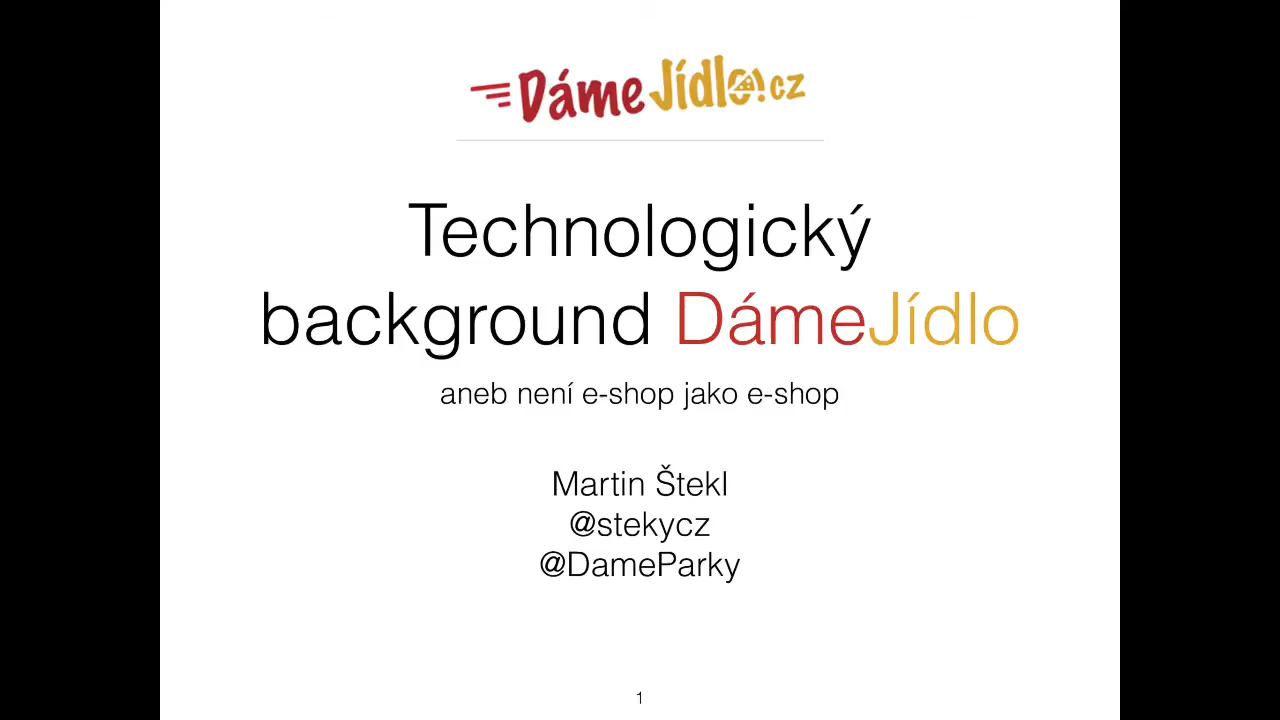 DámeJídlo.cz
Technologický
background DámeJídlo
aneb není e-shop jako e-shop
Martin Štekl
@stekycz
@DameParky
1